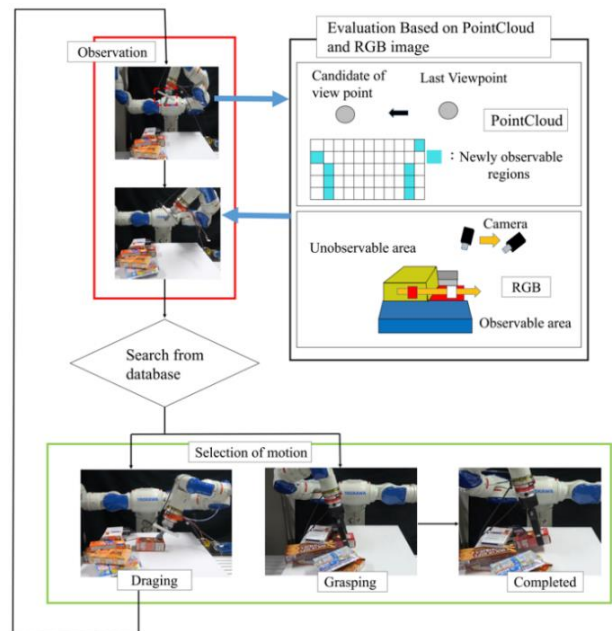 Observation
Evaluation Based on PointCloud
and RGB image
Candidate of
view point
Last Viewpoint
PointCloud
: Newly observable
regions
Camera
Unobservable area
RGB
Observable area
Search from
database
Selection of motion
Draging
Grasping
Completed